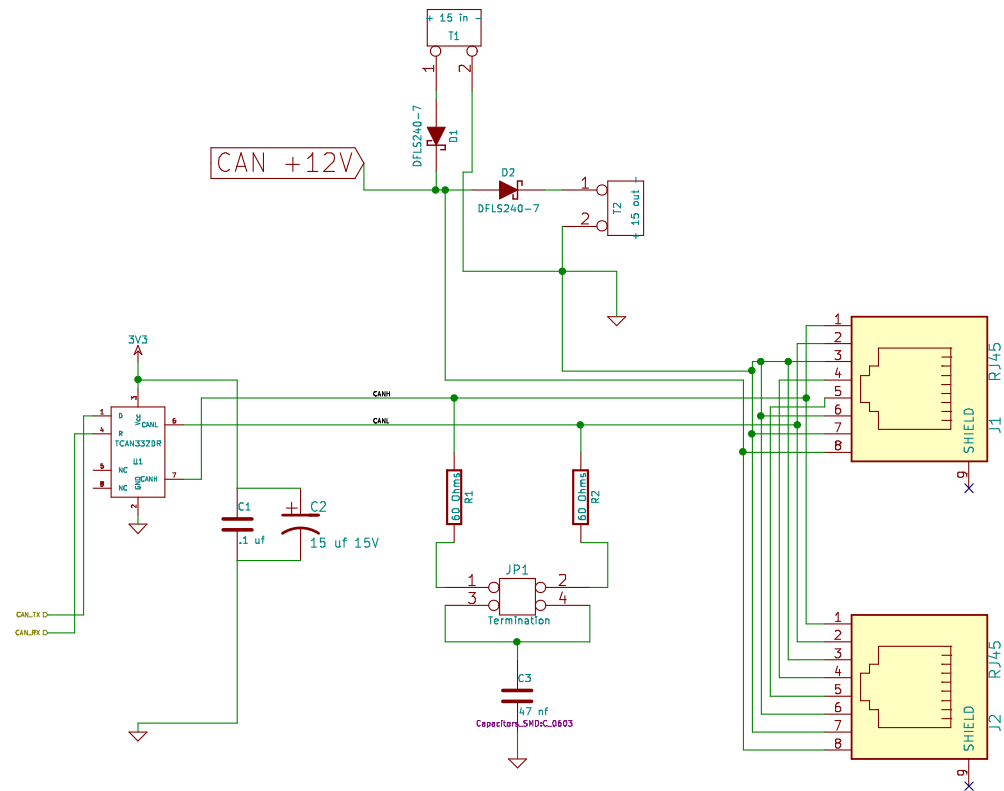 + 15 in -
T1
1
2
DFLS240-7
D1
CAN +12V
D2
DFLS240-7
1
2
T2
+ 15 out -
3V3
3
1
D
Vcc
CANL
6
4
R
TCAN332DR
5
NC
U1
8
NC
GND
CANH
7
2
CANH
CANL
C1
.1 uf
C2
15 uf 15V
60 Ohms
R1
60 Ohms
R2
JP1
1
2
3
4
Termination
C3
47 nf
Capacitors_SMD:C_0603
CAN_TX
CAN_RX
1
2
3
4
5
6
7
8
9
SHIELD
RJ45
J1
1
2
3
4
5
6
7
8
9
SHIELD
RJ45
J2